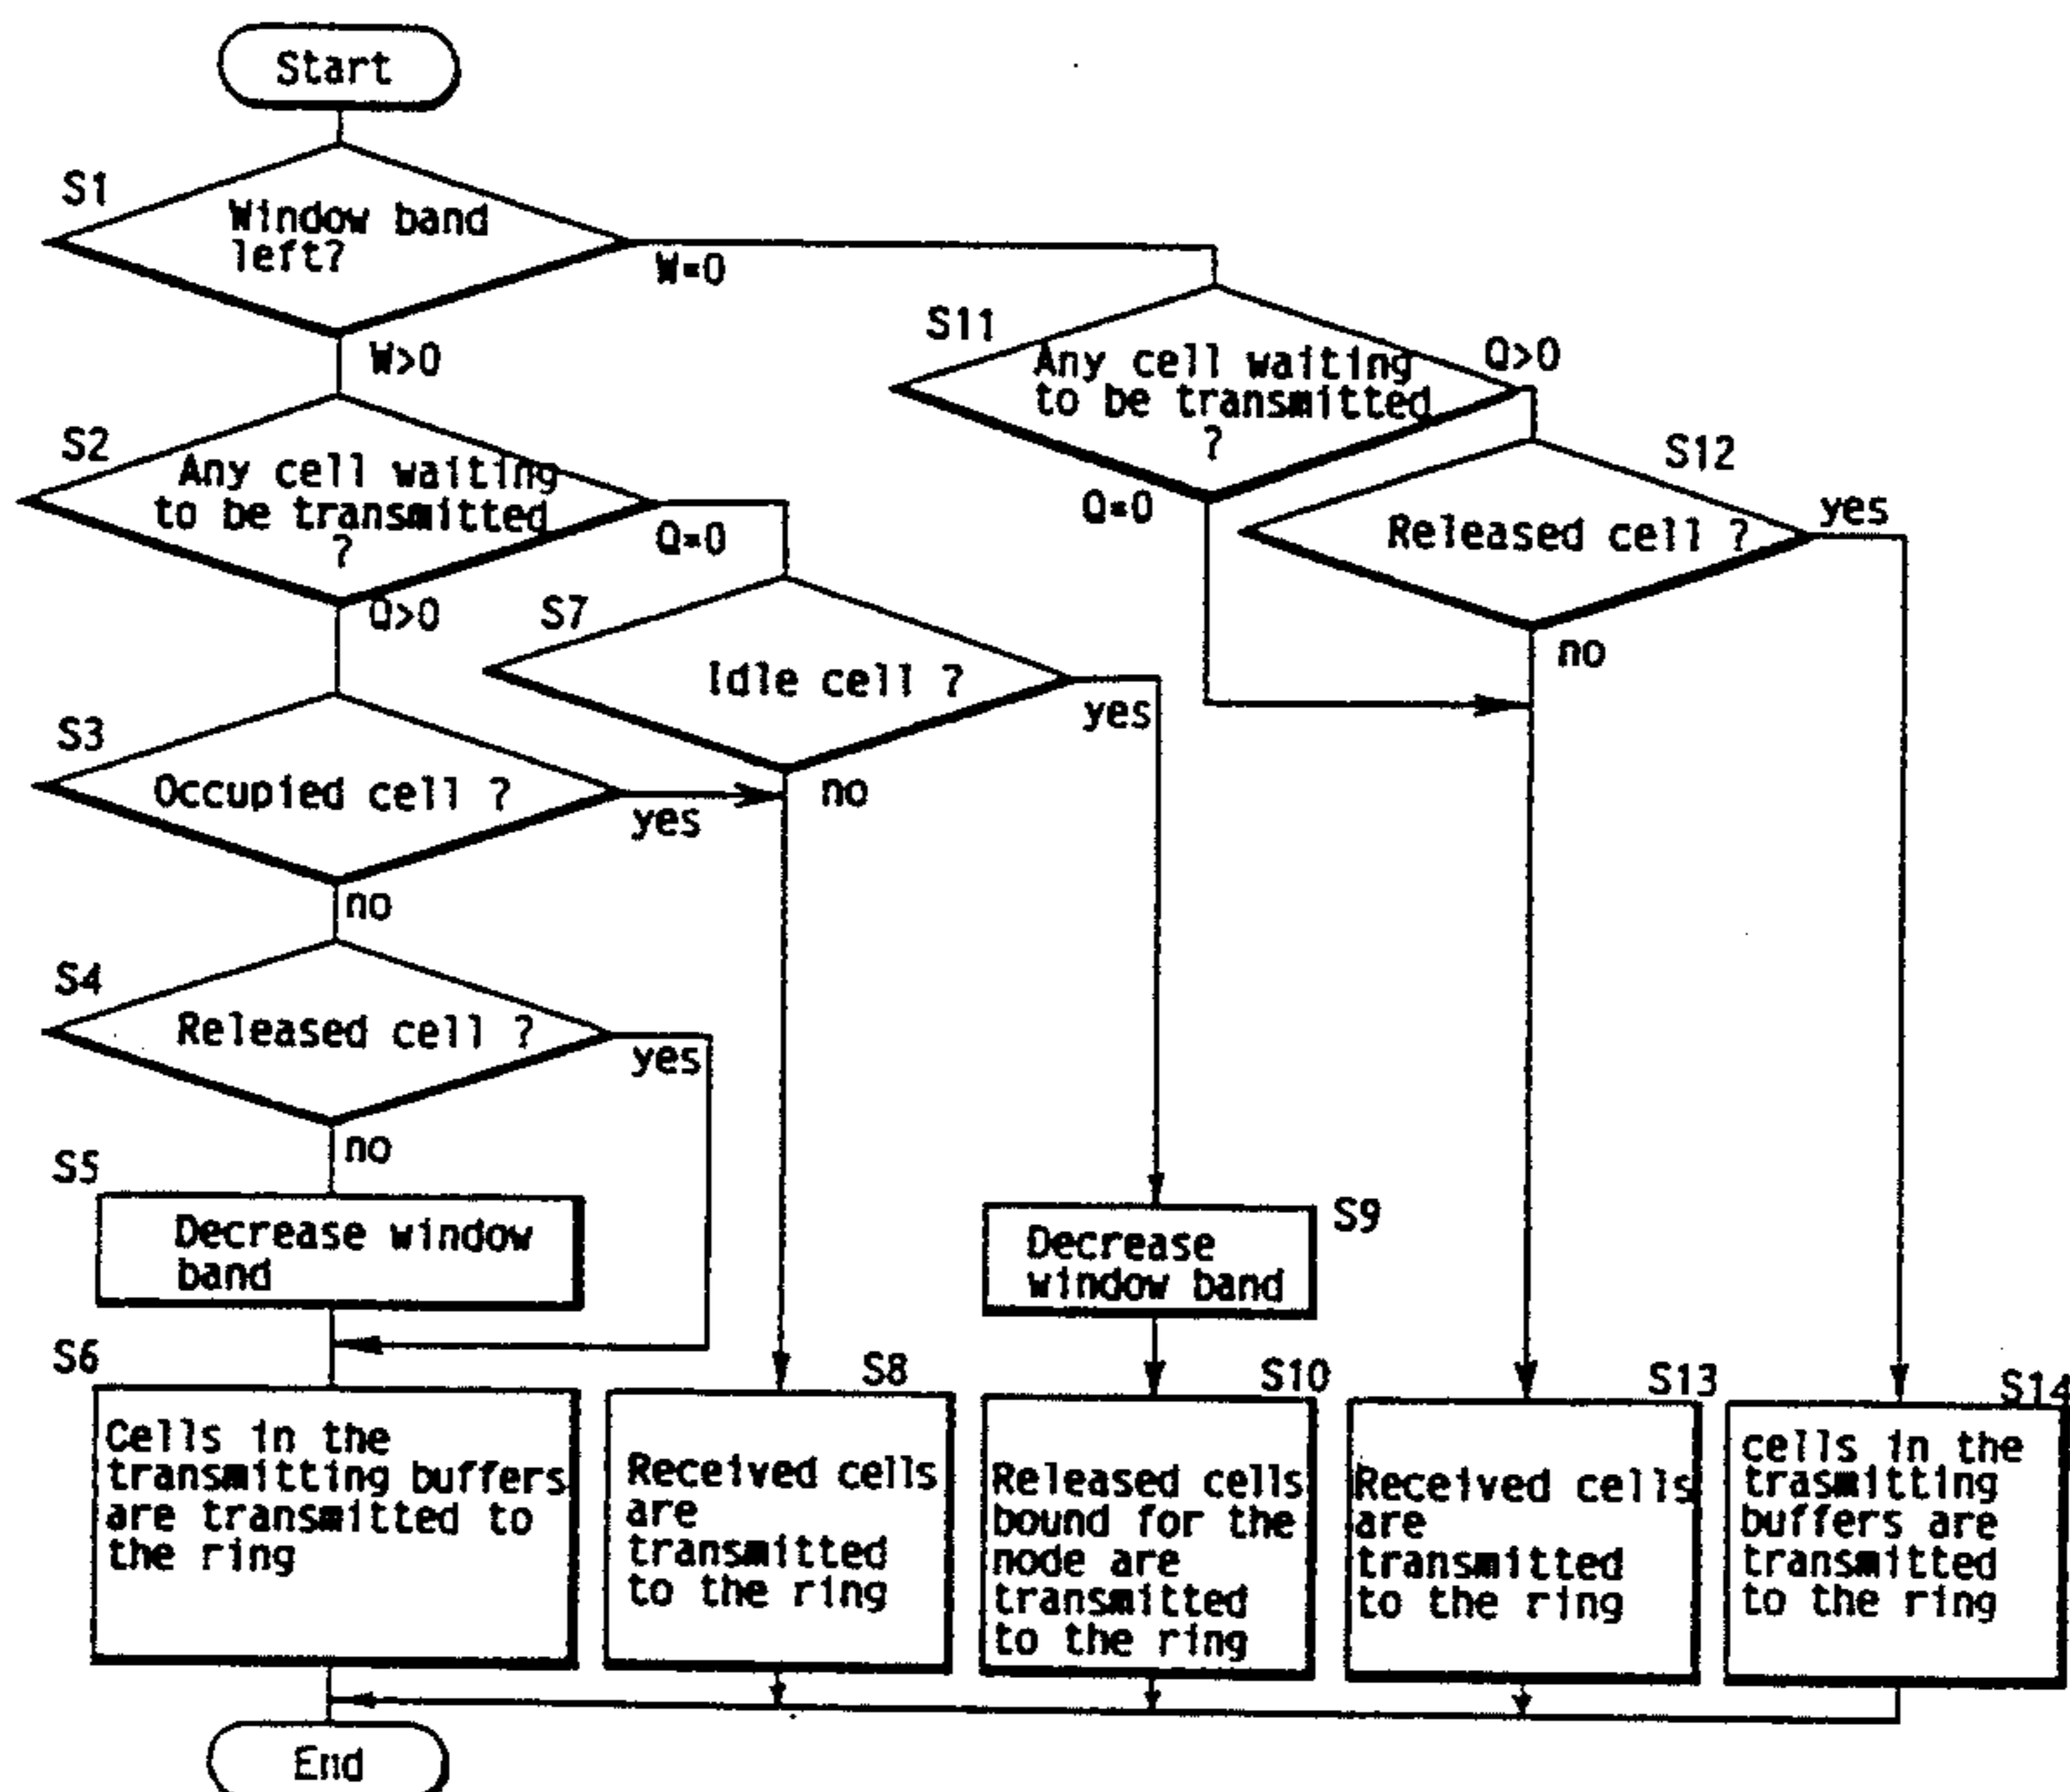 Start
S1
Window band
left?
W=0
W>0
S11
Any cell waiting
to be transmitted
?
Q>0
Q=0
S2
Any cell waiting
to be transmitted
?
Q=0
Q>0
S12
Released cell ?
yes
no
S7
Idle cell ?
yes
no
S3
Occupied cell ?
yes
no
S4
Released cell ?
yes
no
S5
Decrease window
band
S9
Decrease
window band
S6
Cells in the
transmitting buffers
are transmitted to
the ring
S8
Received cells
are
transmitted
to the ring
S10
Released cells
bound for the
node are
transmitted
to the ring
S13
Received cells
are
transmitted
to the ring
S14
cells in the
trasmitting
buffers are
transmitted
to the ring
End